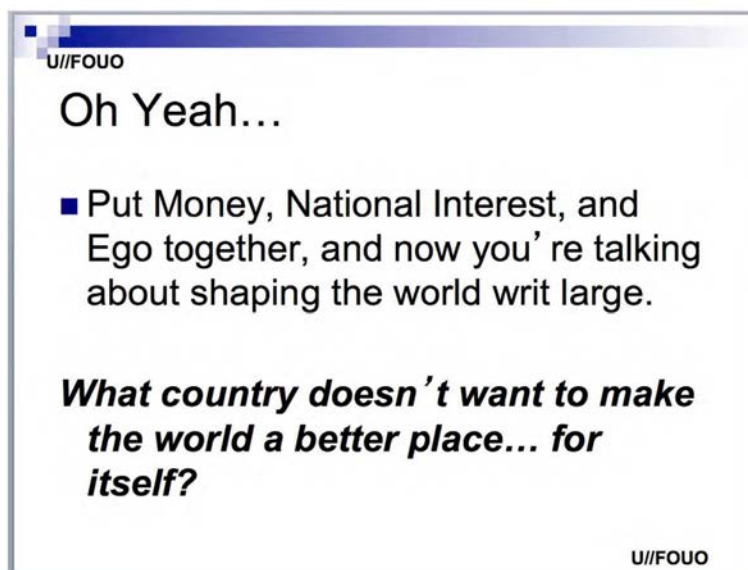 U//FOUO
Oh Yeah…
Put Money, National Interest, and
Ego together, and now you’re talking
about shaping the world writ large.
What country doesn’t want to make
the world a better place… for
itself?
U//FOUO